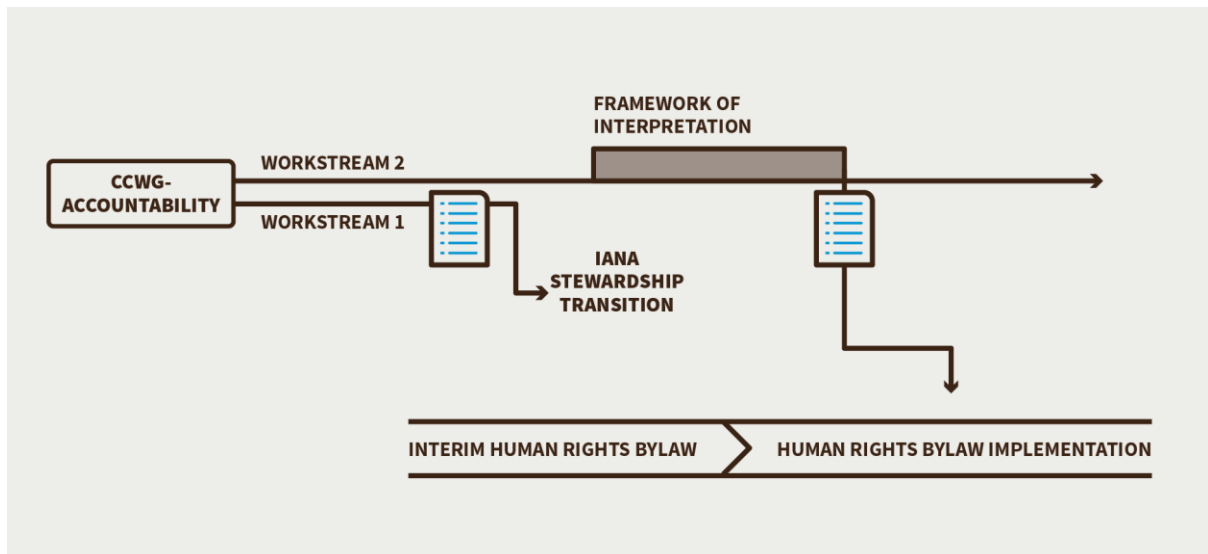 FRAMEWORK OF
INTERPRETATION
WORKSTREAM 2
CCWG-
ACCOUNTABILITY
WORKSTREAM 1
IANA
STEWARDSHIP
TRANSITION
INTERIM HUMAN RIGHTS BYLAW
HUMAN RIGHTS BYLAW IMPLEMENTATION